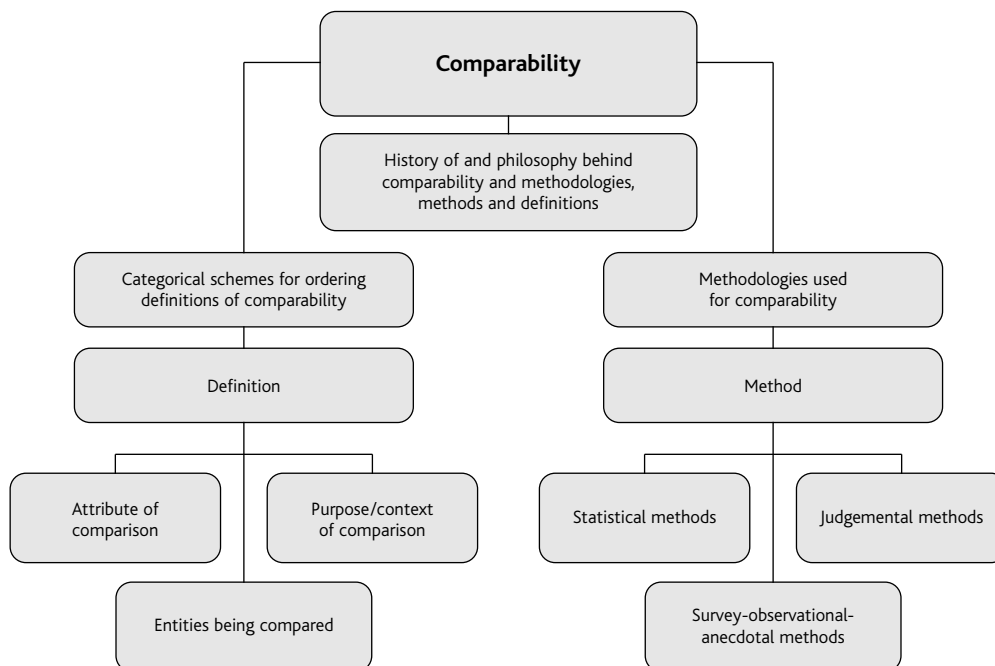 Comparability
History of and philosophy behind
comparability and methodologies,
methods and definitions
Categorical schemes for ordering
definitions of comparability
Methodologies used
for comparability
Definition
Method
Attribute of
comparison
Purpose/context
of comparison
Statistical methods
Judgemental methods
Entities being compared
Survey-observational-
anecdotal methods